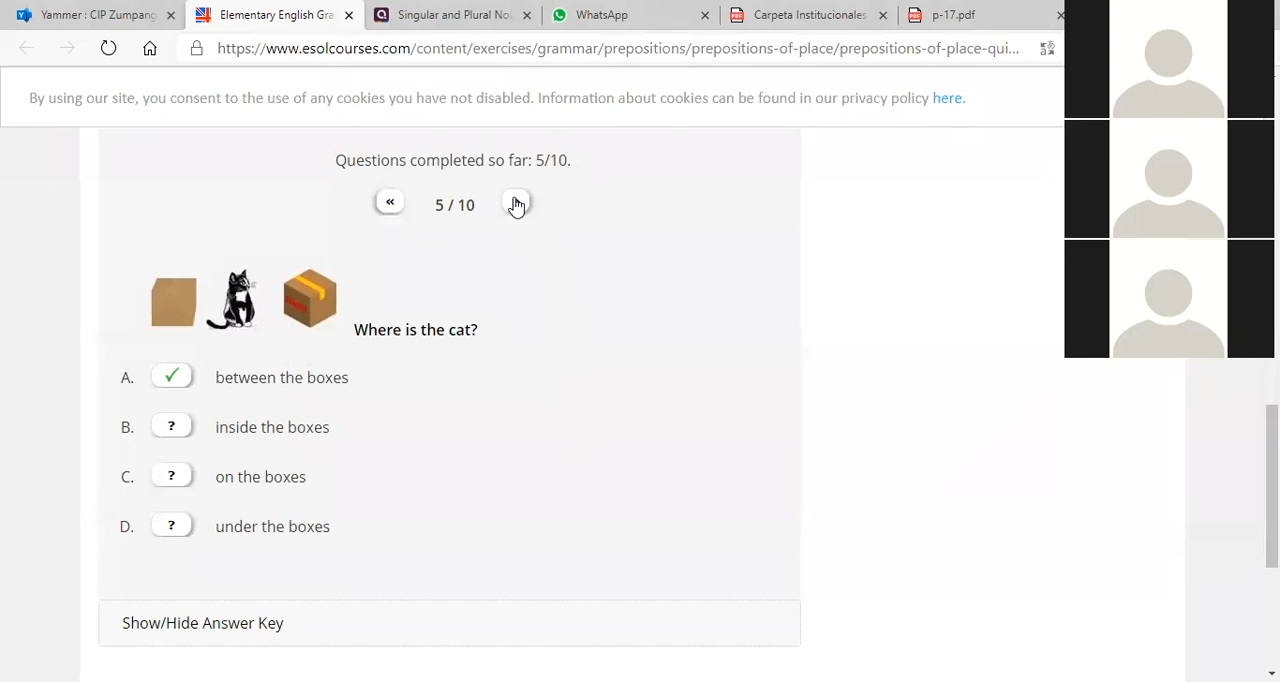 Yammer : CIP Zumpang
Elementary English Gra
Singular and Plural No
WhatsApp
Carpeta Institucionales
p-17.pdf
https://www.esolcourses.com/content/exercises/grammar/prepositions/prepositions-of-place/prepositions-of-place-qui...
By using our site, you consent to the use of any cookies you have not disabled. Information about cookies can be found in our privacy policy here.
Questions completed so far: 5/10.
« 5 / 10
Where is the cat?
A. ✓ between the boxes
B. ? inside the boxes
C. ? on the boxes
D. ? under the boxes
Show/Hide Answer Key